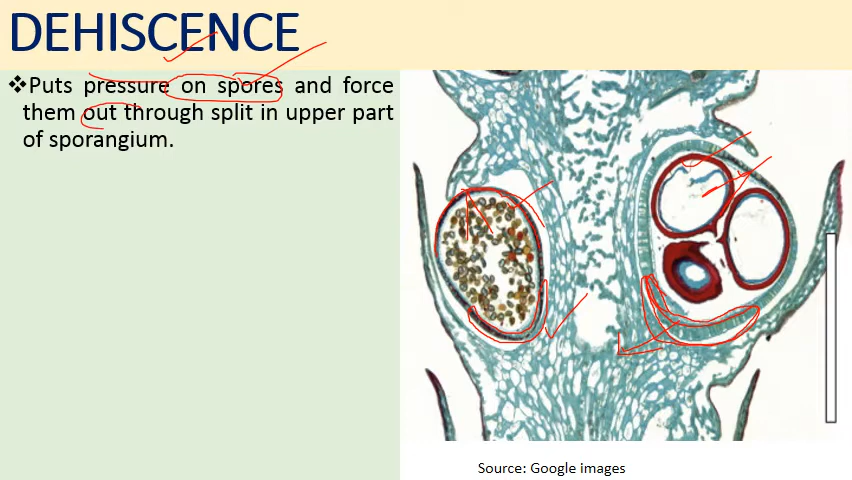 DEHISCENCE
❖Puts pressure on spores and force
them out through split in upper part
of sporangium.
Source: Google images